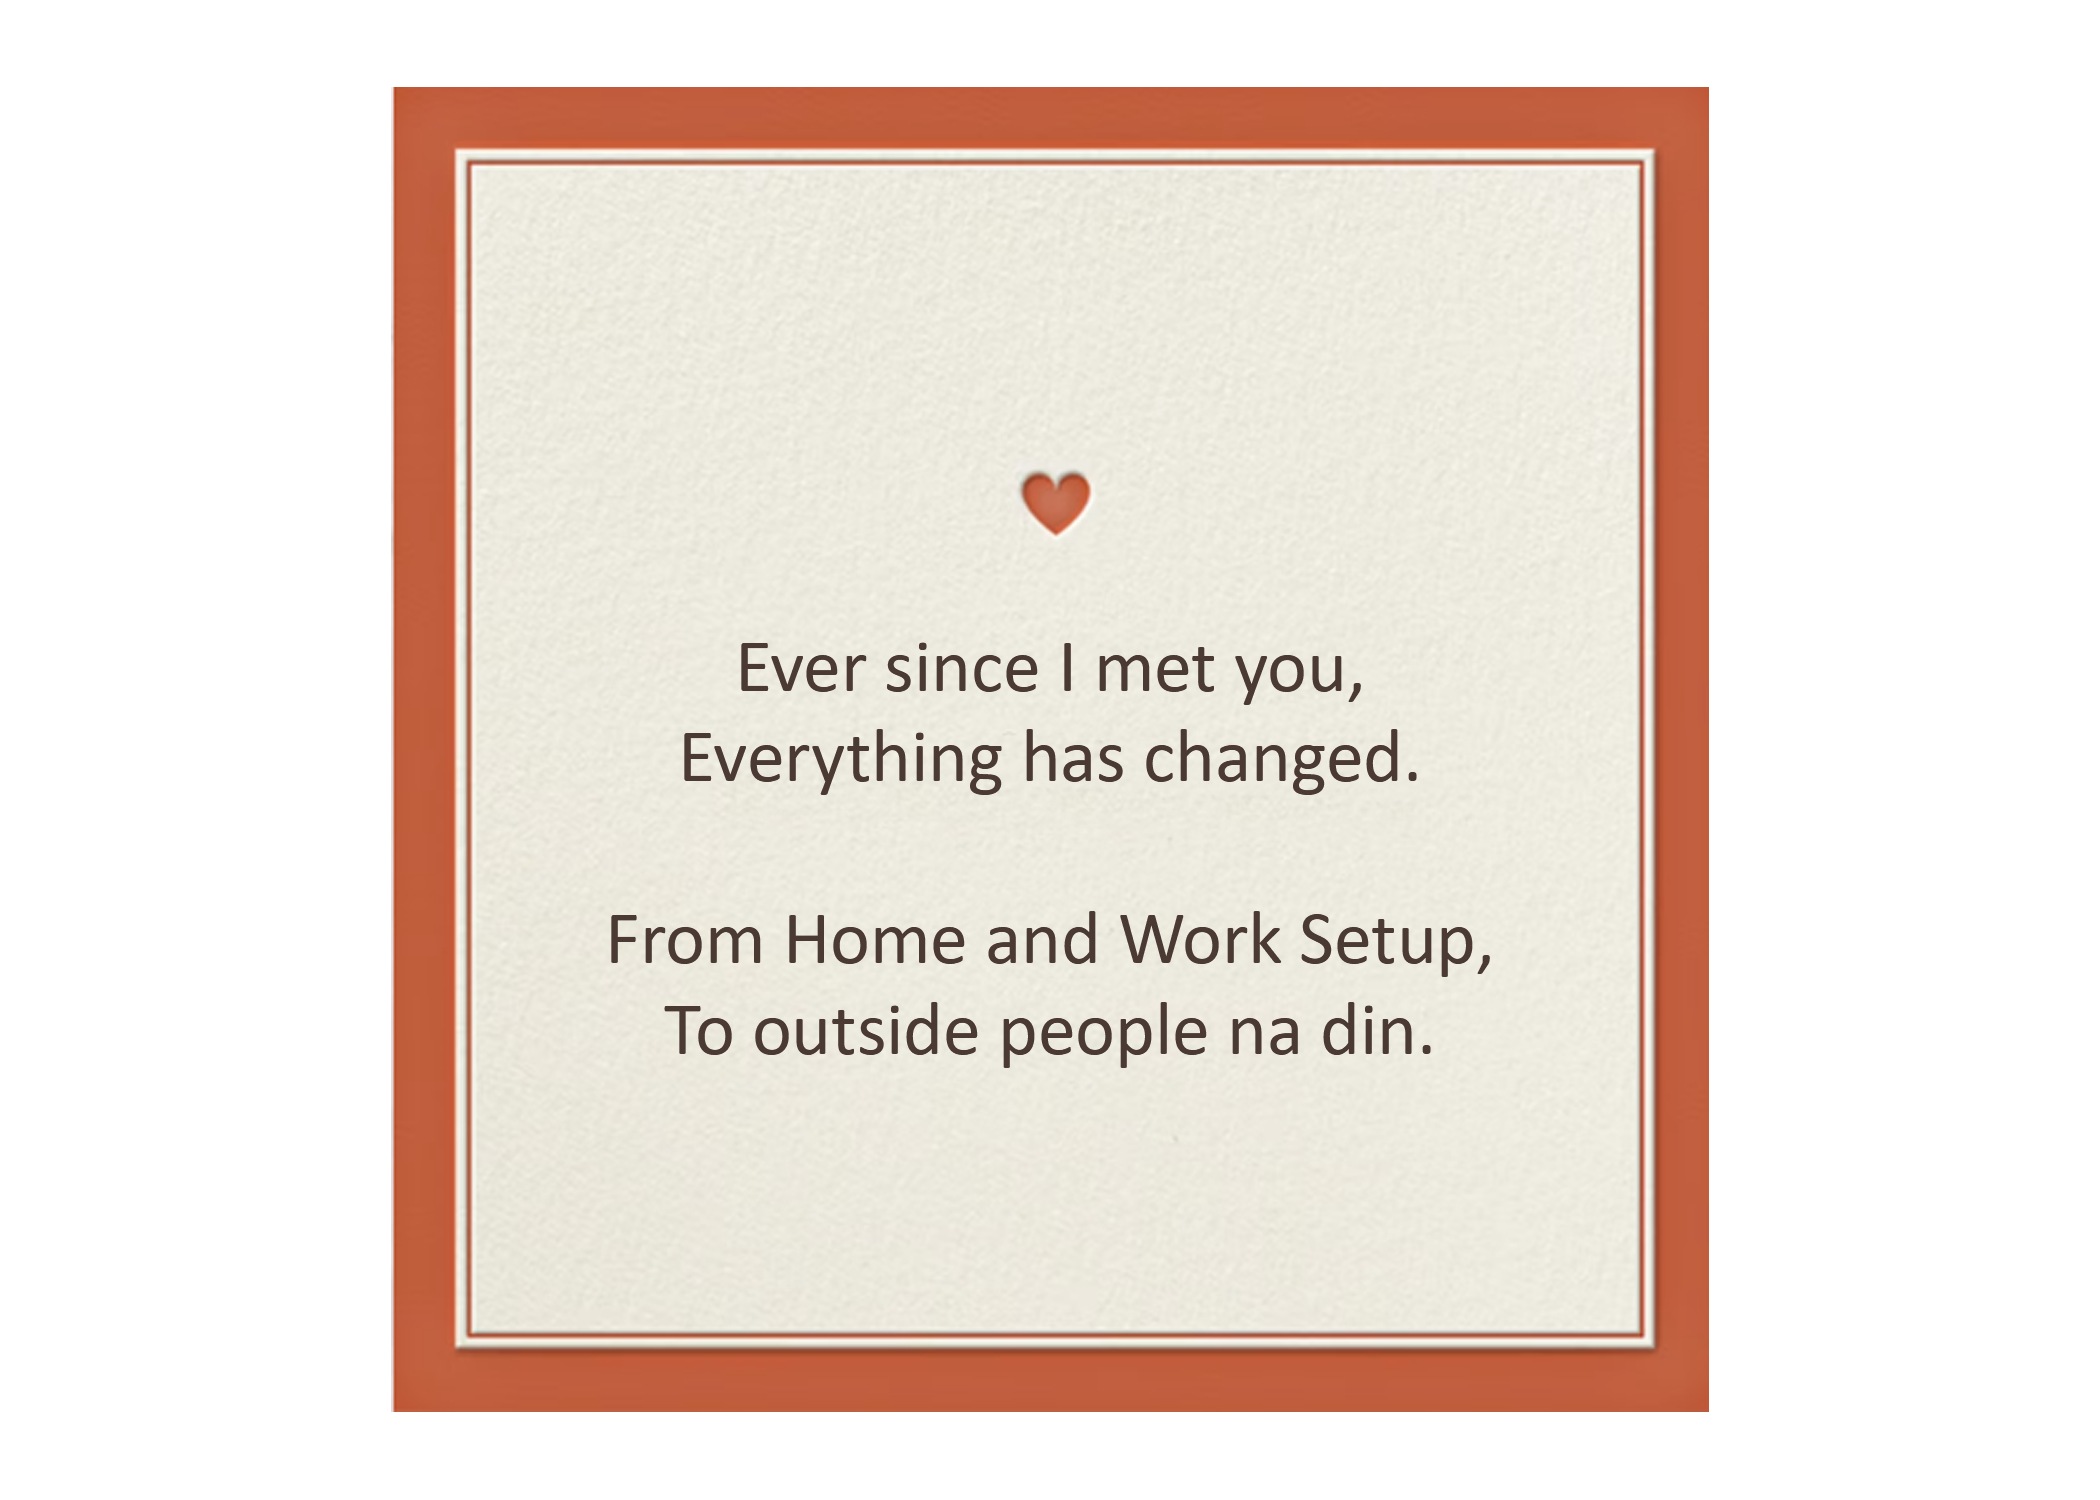 Ever since I met you,
Everything has changed.
From Home and Work Setup,
To outside people na din.